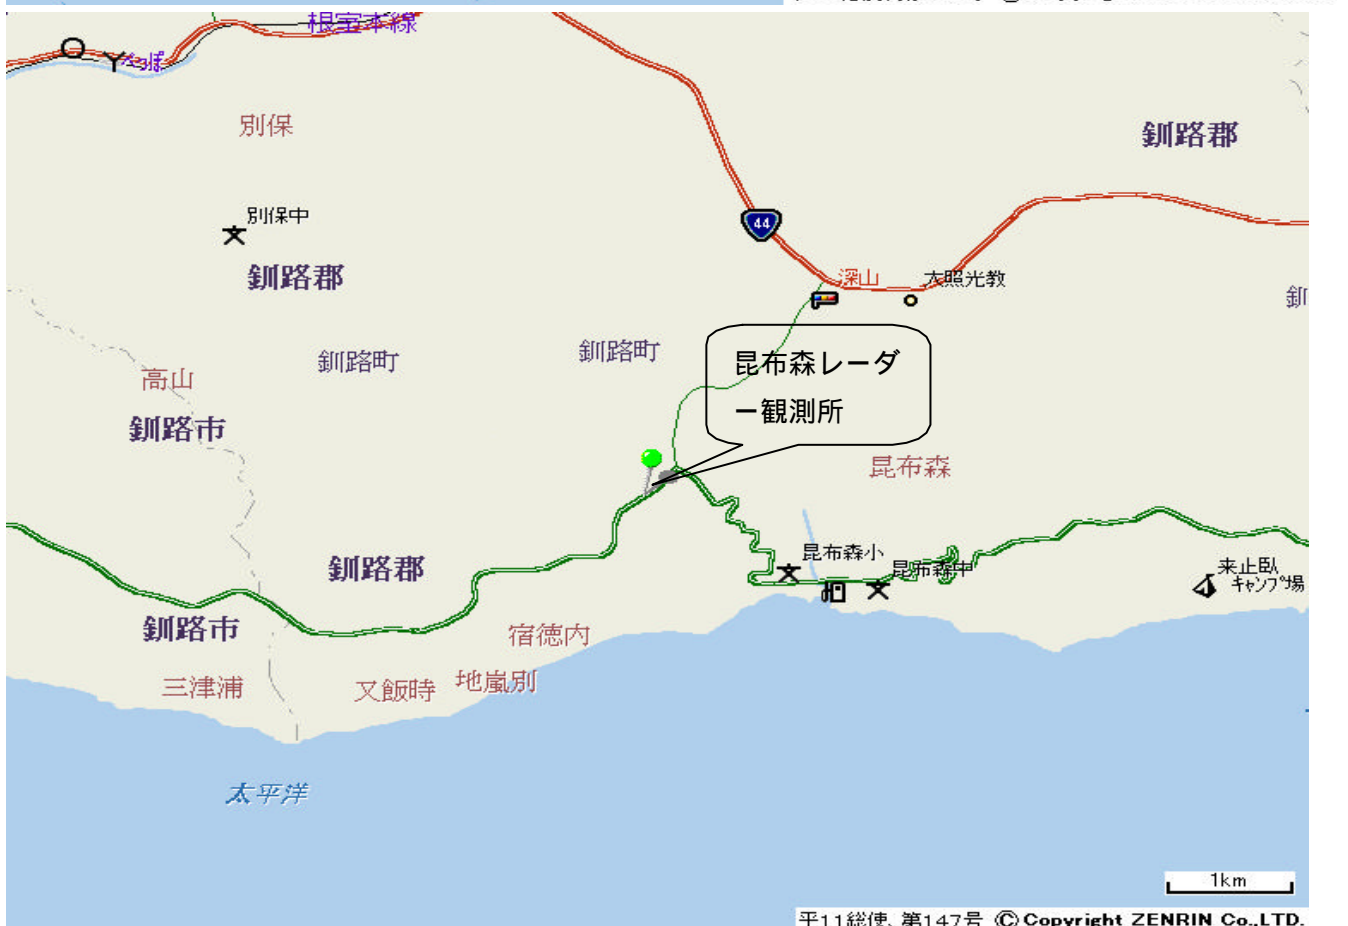 根室本線
べっぽ
別保
釧路郡
別保中
44
釧路郡
深山
大照光教
釧
釧路町
釧路町
昆布森レーダ
ー観測所
高山
釧路市
昆布森
昆布森小
昆布森中
釧路郡
来止臥
キャンプ場
釧路市
宿徳内
三津浦
又飯時
地嵐別
太平洋
1km
平11総使、第147号 ©Copyright ZENRIN Co.,LTD.